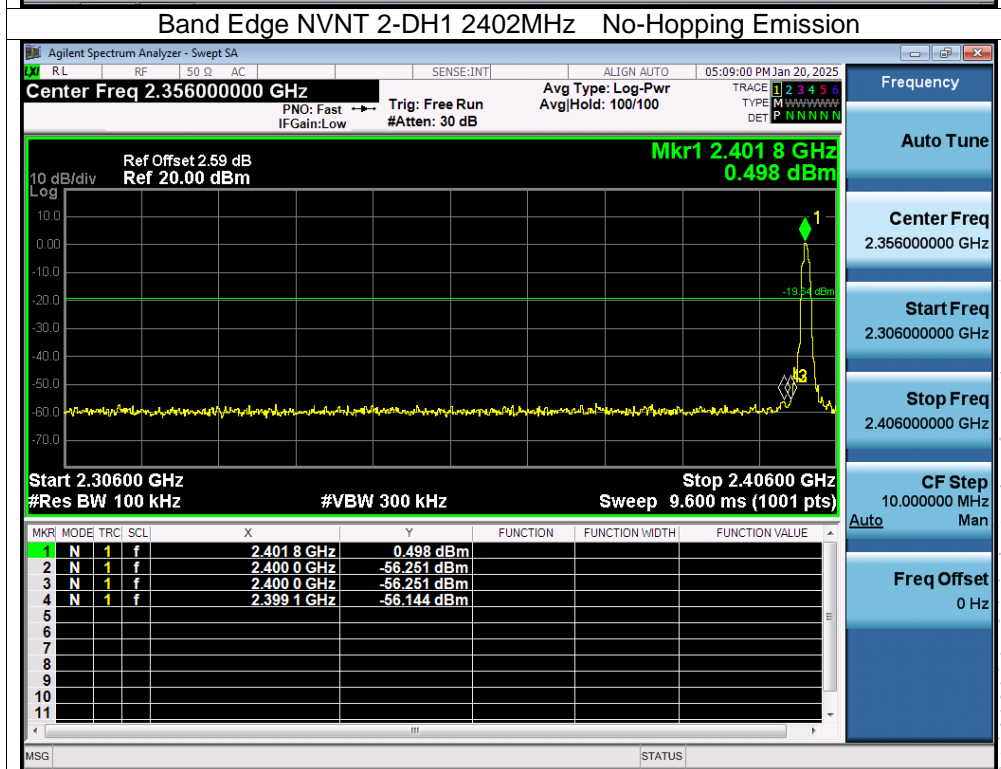 Band Edge NVNT 2-DH1 2402MHz No-Hopping Emission
Agilent Spectrum Analyzer - Swept SA
LXI RL RF 50 Ω AC SENSE:INT ALIGN AUTO 05:09:00 PM Jan 20, 2025
Center Freq 2.356000000 GHz
PNO: Fast
IFGain:Low
Trig: Free Run
#Atten: 30 dB
Avg Type: Log-Pwr
Avg|Hold: 100/100
TRACE 1 2 3 4 5 6
TYPE M WWWWW
DET P N N N N N
Ref Offset 2.59 dB
Ref 20.00 dBm
10 dB/div
Log
Mkr1 2.401 8 GHz
0.498 dBm
10.0
0.00
-10.0
-20.0
-30.0
-40.0
-50.0
-60.0
-70.0
1
-19.64 dBm
3
Start 2.30600 GHz Stop 2.40600 GHz
#Res BW 100 kHz #VBW 300 kHz Sweep 9.600 ms (1001 pts)
MKR MODE TRC SCL X Y FUNCTION FUNCTION WIDTH FUNCTION VALUE
1 N 1 f 2.401 8 GHz 0.498 dBm
2 N 1 f 2.400 0 GHz -56.251 dBm
3 N 1 f 2.400 0 GHz -56.251 dBm
4 N 1 f 2.399 1 GHz -56.144 dBm
5
6
7
8
9
10
11
MSG STATUS
Frequency
Auto Tune
Center Freq
2.356000000 GHz
Start Freq
2.306000000 GHz
Stop Freq
2.406000000 GHz
CF Step
10.000000 MHz
Auto Man
Freq Offset
0 Hz